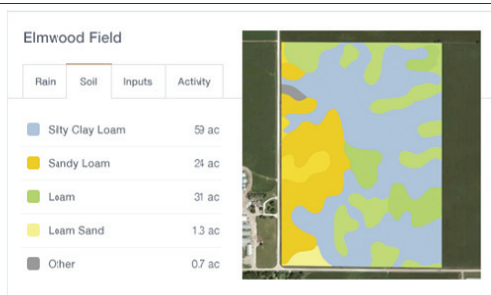 Elmwood Field
Rain Soil Inputs Activity
Silty Clay Loam 59 ac
Sandy Loam 24 ac
Loam 31 ac
Loam Sand 1.3 ac
Other 0.7 ac